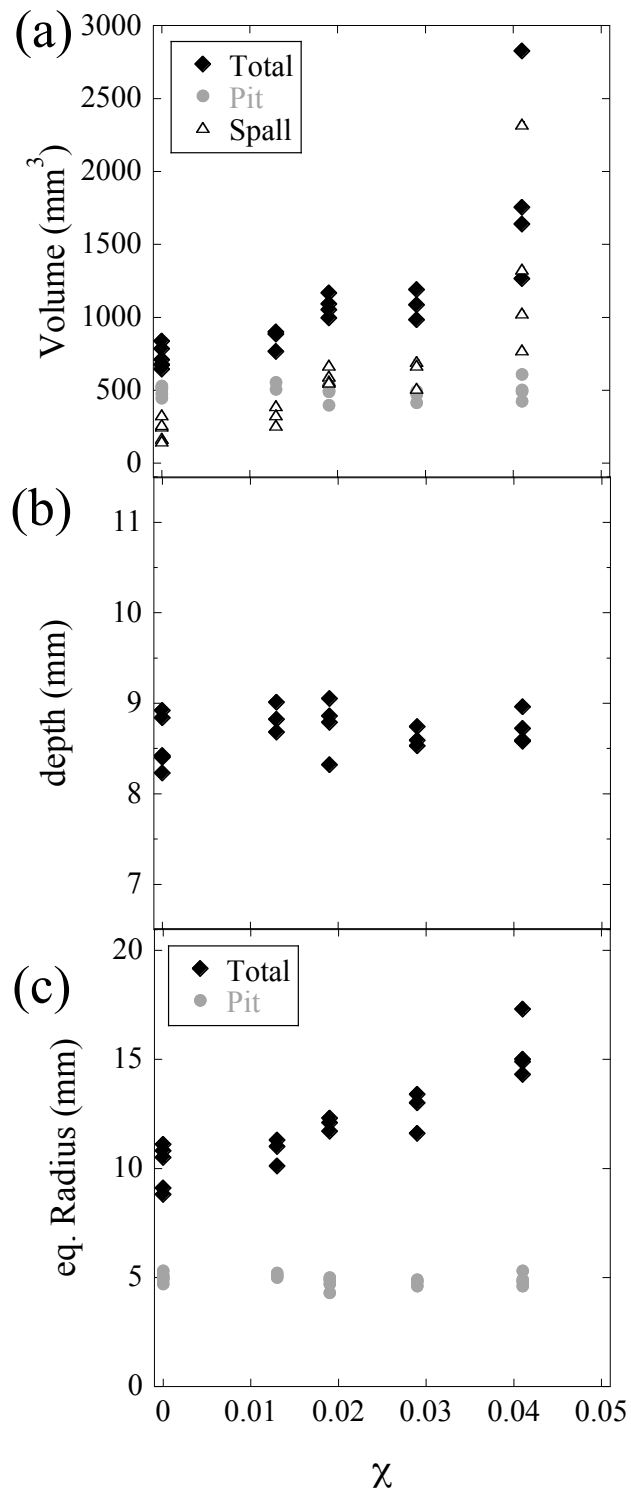 (a)
3000
2500
2000
1500
1000
500
0
Volume (mm³)
Total
Pit
Spall
(b)
11
10
9
8
7
depth (mm)
(c)
20
15
10
5
0
eq. Radius (mm)
Total
Pit
0 0.01 0.02 0.03 0.04 0.05
χ